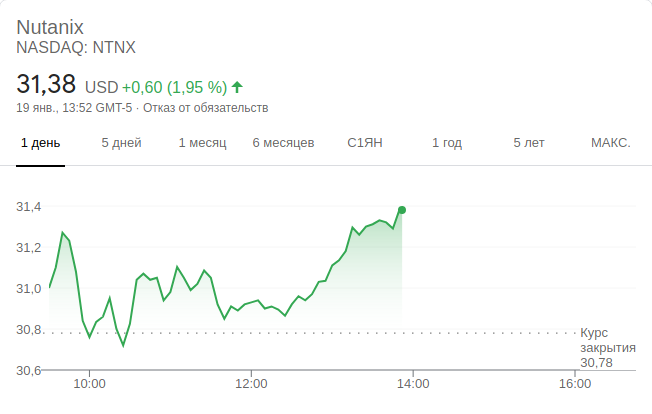 Nutanix
NASDAQ: NTNX
31,38 USD +0,60 (1,95 %)
19 янв., 13:52 GMT-5 · Отказ от обязательств
1 день 5 дней 1 месяц 6 месяцев С1ЯН 1 год 5 лет МАКС.
31,4
31,2
31,0
30,8
Курс
закрытия
30,78
30,6
10:00 12:00 14:00 16:00